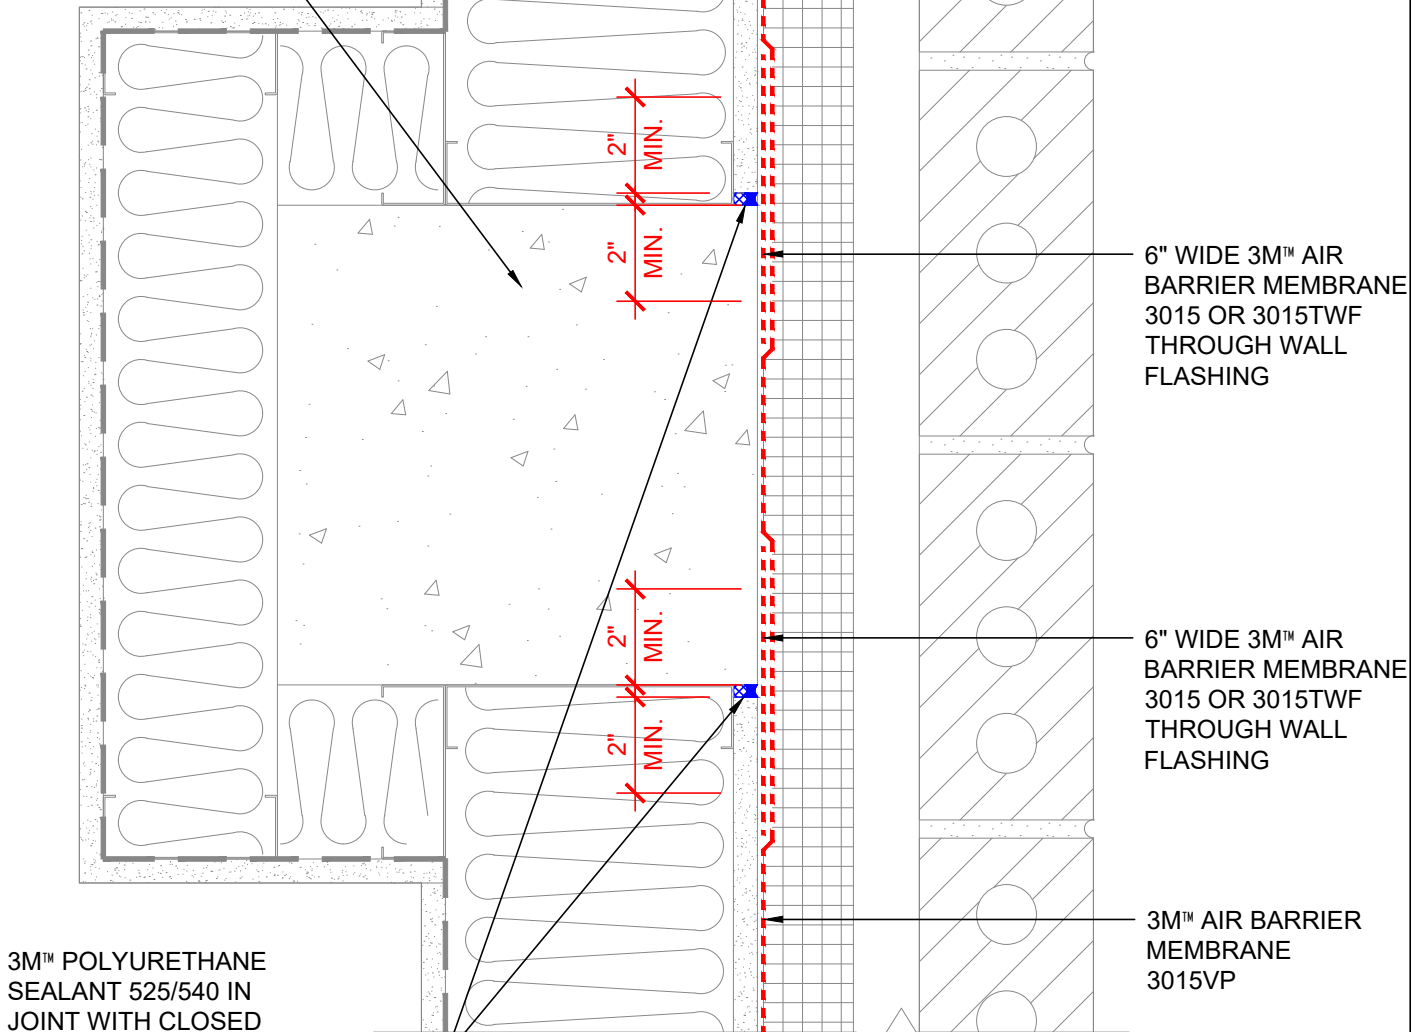 2"
MIN.
2"
MIN.
6" WIDE 3M™ AIR
BARRIER MEMBRANE
3015 OR 3015TWF
THROUGH WALL
FLASHING
2"
MIN.
2"
MIN.
6" WIDE 3M™ AIR
BARRIER MEMBRANE
3015 OR 3015TWF
THROUGH WALL
FLASHING
3M™ AIR BARRIER
MEMBRANE
3015VP
3M™ POLYURETHANE
SEALANT 525/540 IN
JOINT WITH CLOSED